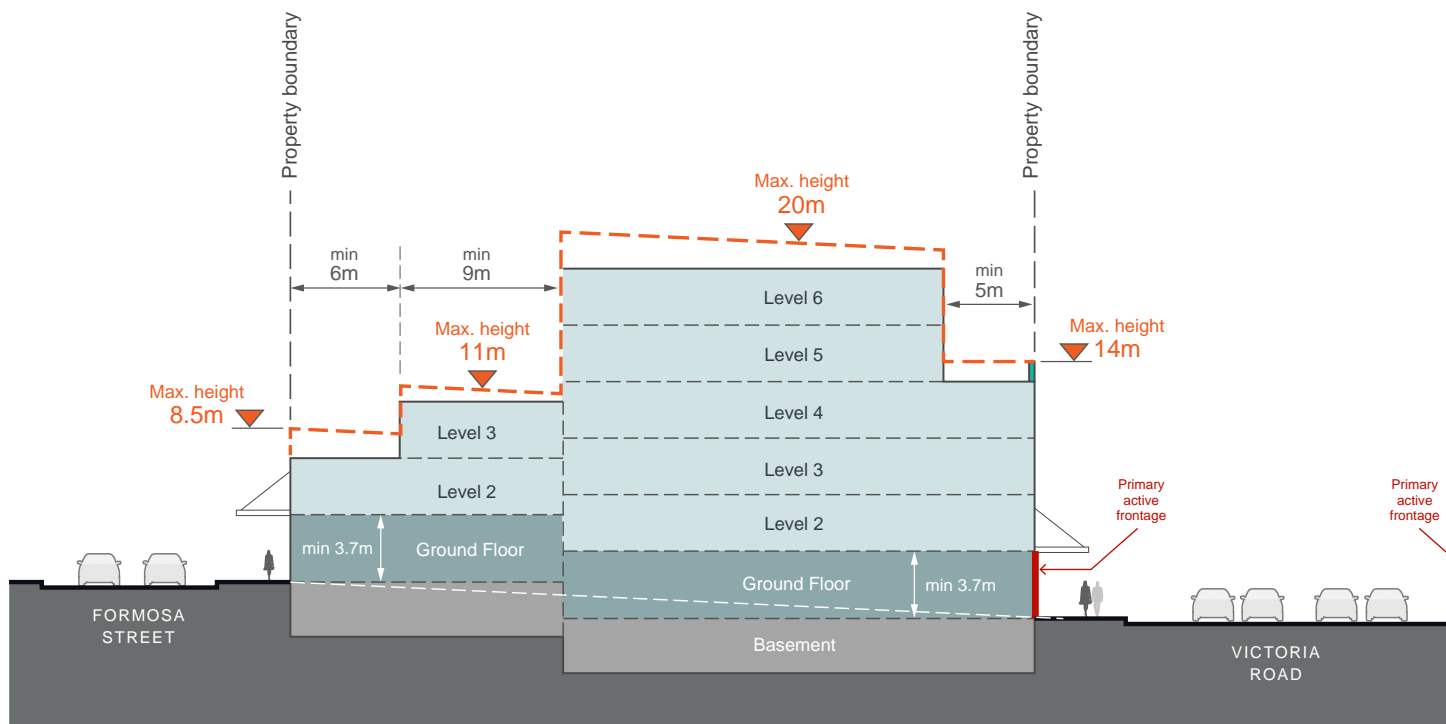 Property boundary
Property boundary
Max. height
20m
min
6m
min
9m
min
5m
Level 6
Max. height
11m
Max. height
14m
Level 5
Max. height
8.5m
Level 4
Level 3
Level 3
Level 2
Level 2
Primary
active
frontage
Primary
active
frontage
min 3.7m
Ground Floor
Ground Floor
min 3.7m
FORMOSA
STREET
Basement
VICTORIA
ROAD